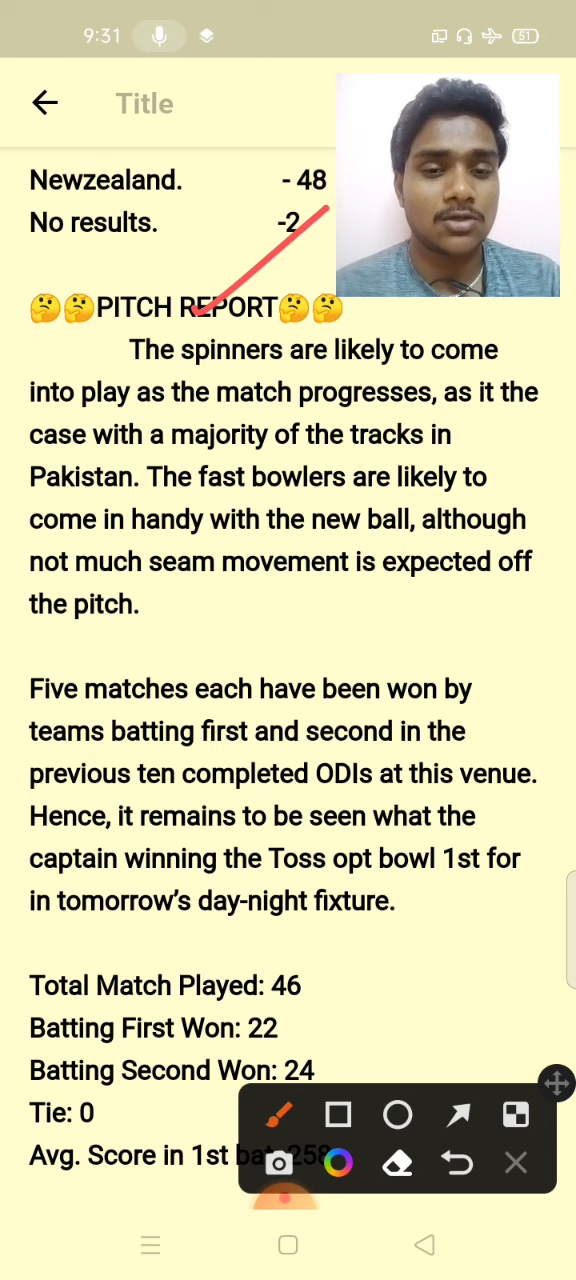 9:31
51
Title
Newzealand. - 48
No results. -2
🤔🤔PITCH REPORT🤔🤔
The spinners are likely to come
into play as the match progresses, as it the
case with a majority of the tracks in
Pakistan. The fast bowlers are likely to
come in handy with the new ball, although
not much seam movement is expected off
the pitch.
Five matches each have been won by
teams batting first and second in the
previous ten completed ODIs at this venue.
Hence, it remains to be seen what the
captain winning the Toss opt bowl 1st for
in tomorrow’s day-night fixture.
Total Match Played: 46
Batting First Won: 22
Batting Second Won: 24
Tie: 0
Avg. Score in 1st bat: 258